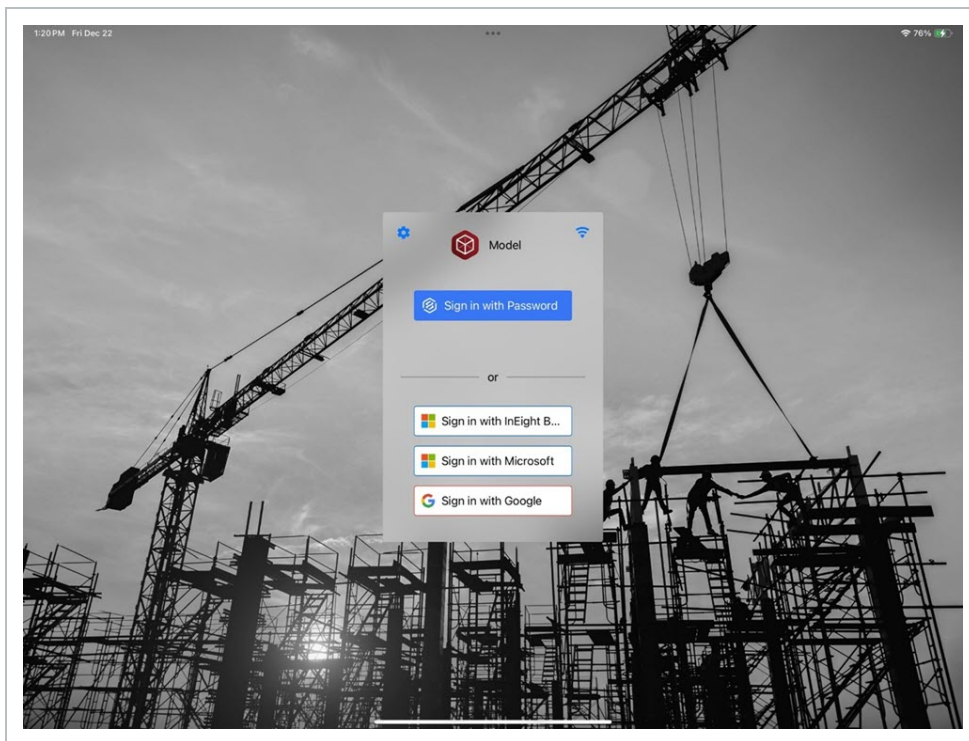 1:20 PM Fri Dec 22
76%
Model
Sign in with Password
or
Sign in with InEight B...
Sign in with Microsoft
Sign in with Google